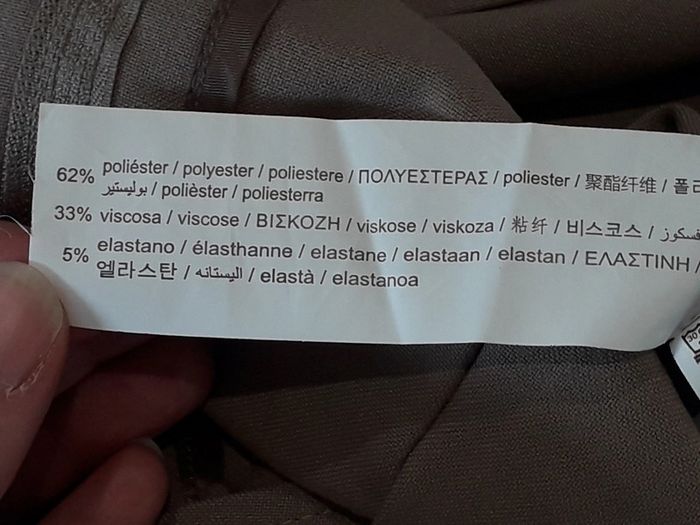 62% poliéster / polyester / poliestere / ΠΟΛΥΕΣΤΕΡΑΣ / poliester / 聚酯纤维 / 폴리
بوليستير / polièster / poliesterra
33% viscosa / viscose / ΒΙΣΚΟΖΗ / viskose / viskoza / 粘纤 / 비스코스 / فسكوز /
5% elastano / élasthanne / elastane / elastaan / elastan / ΕΛΑΣΤΙΝΗ /
엘라스탄 / اليستانه / elastà / elastanoa
30